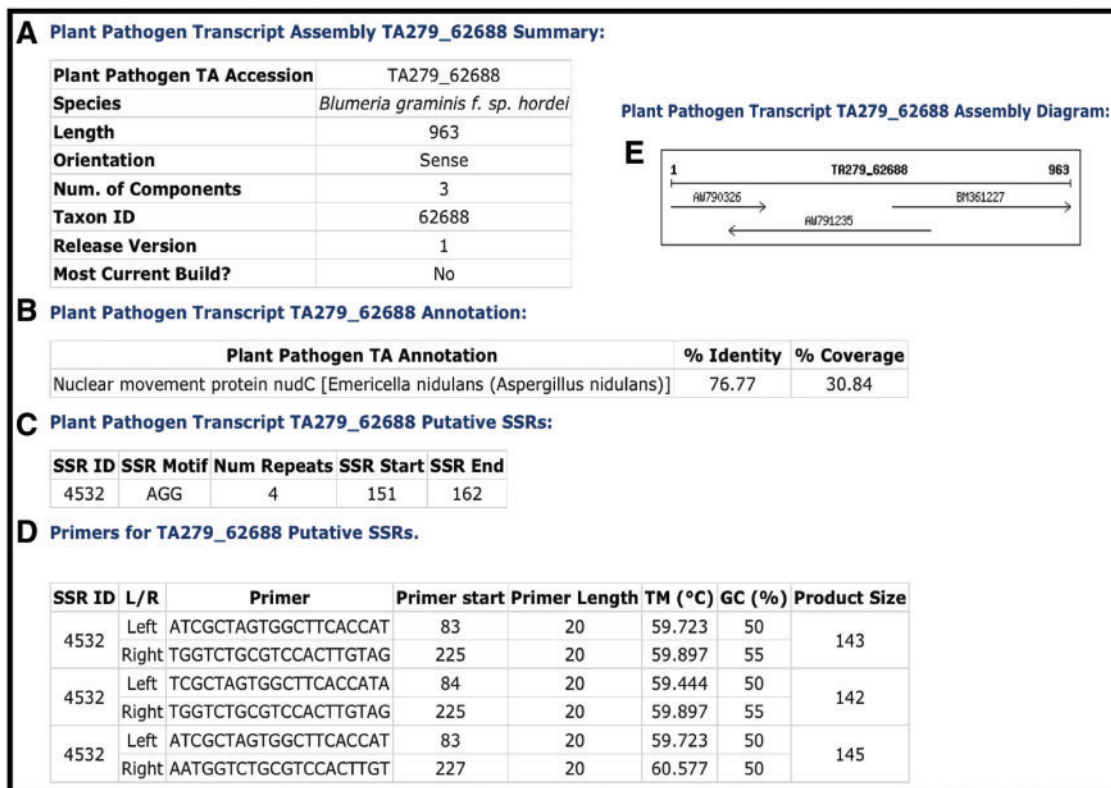 A Plant Pathogen Transcript Assembly TA279_62688 Summary:
Plant Pathogen TA Accession TA279_62688
Species Blumeria graminis f. sp. hordei
Length 963
Orientation Sense
Num. of Components 3
Taxon ID 62688
Release Version 1
Most Current Build? No
Plant Pathogen Transcript TA279_62688 Assembly Diagram:
E
1 TA279_62688 963
AW790326 BM361227
AW791235
B Plant Pathogen Transcript TA279_62688 Annotation:
Plant Pathogen TA Annotation % Identity % Coverage
Nuclear movement protein nudC [Emericella nidulans (Aspergillus nidulans)] 76.77 30.84
C Plant Pathogen Transcript TA279_62688 Putative SSRs:
SSR ID SSR Motif Num Repeats SSR Start SSR End
4532 AGG 4 151 162
D Primers for TA279_62688 Putative SSRs.
SSR ID L/R Primer Primer start Primer Length TM (°C) GC (%) Product Size
4532 Left ATCGCTAGTGGCTTCACCAT 83 20 59.723 50 143
Right TGGTCTGCGTCCACTTGTAG 225 20 59.897 55
4532 Left TCGCTAGTGGCTTCACCATA 84 20 59.444 50 142
Right TGGTCTGCGTCCACTTGTAG 225 20 59.897 55
4532 Left ATCGCTAGTGGCTTCACCAT 83 20 59.723 50 145
Right AATGGTCTGCGTCCACTTGT 227 20 60.577 50